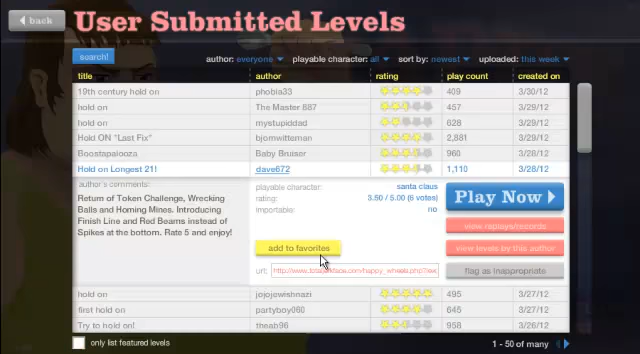 back
User Submitted Levels
search!
author: everyone playable character: all sort by: newest uploaded: this week
title author rating play count created on
19th century hold on phobia33 409 3/30/12
hold on The Master 887 457 3/29/12
hold on mystupiddad 628 3/29/12
Hold ON "Last Fix" bjornwitteman 2,881 3/29/12
Boostapalooza Baby Bruiser 960 3/28/12
Hold on Longest 21! dave672 1,110 3/28/12
author's comments:
Return of Token Challenge, Wrecking
Balls and Homing Mines. Introducing
Finish Line and Red Beams instead of
Spikes at the bottom. Rate 5 and enjoy!
playable character: santa claus
rating: 3.50 / 5.00 (6 votes)
importable: no
add to favorites
url:
Play Now
view replays/records
view levels by this author
flag as inappropriate
hold on jojojewishnazi 495 3/27/12
first hold on partyboy060 645 3/27/12
Try to hold on! theab96 958 3/26/12
only list featured levels
1 - 50 of many